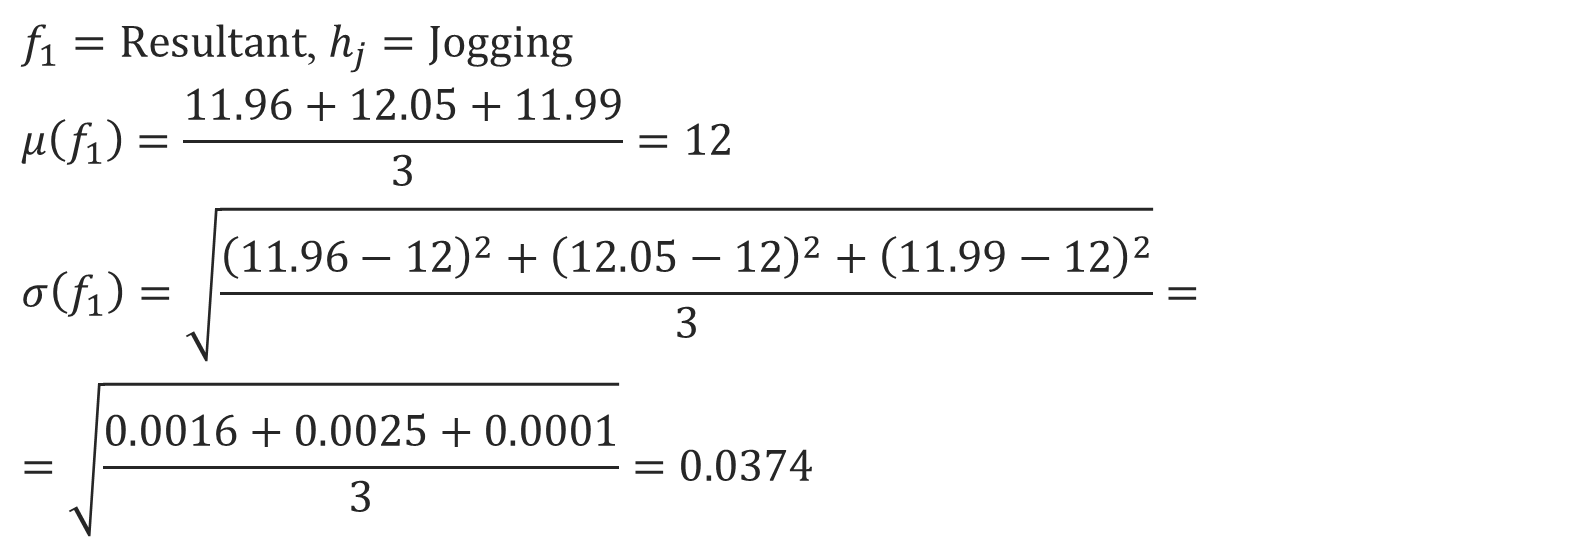 f₁ = Resultant, hⱼ = Jogging
μ(f₁) = (11.96 + 12.05 + 11.99)/3 = 12
σ(f₁) = √(((11.96 − 12)² + (12.05 − 12)² + (11.99 − 12)²)/3) =
= √((0.0016 + 0.0025 + 0.0001)/3) = 0.0374